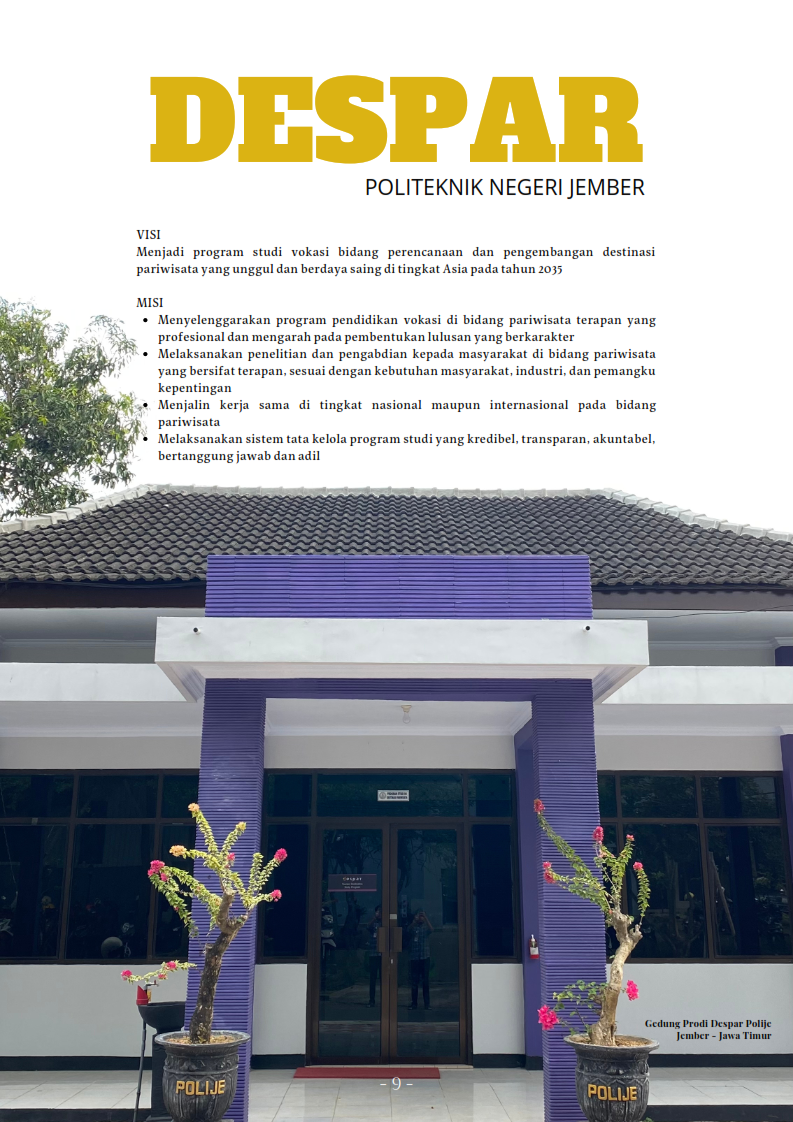 DESPAR
POLITEKNIK NEGERI JEMBER
VISI
Menjadi program studi vokasi bidang perencanaan dan pengembangan destinasi
pariwisata yang unggul dan berdaya saing di tingkat Asia pada tahun 2035
MISI
• Menyelenggarakan program pendidikan vokasi di bidang pariwisata terapan yang
profesional dan mengarah pada pembentukan lulusan yang berkarakter
• Melaksanakan penelitian dan pengabdian kepada masyarakat di bidang pariwisata
yang bersifat terapan, sesuai dengan kebutuhan masyarakat, industri, dan pemangku
kepentingan
• Menjalin kerja sama di tingkat nasional maupun internasional pada bidang
pariwisata
• Melaksanakan sistem tata kelola program studi yang kredibel, transparan, akuntabel,
bertanggung jawab dan adil
Despar
Gedung Prodi Despar Polije
Jember - Jawa Timur
POLIJE
POLIJE
- 9 -